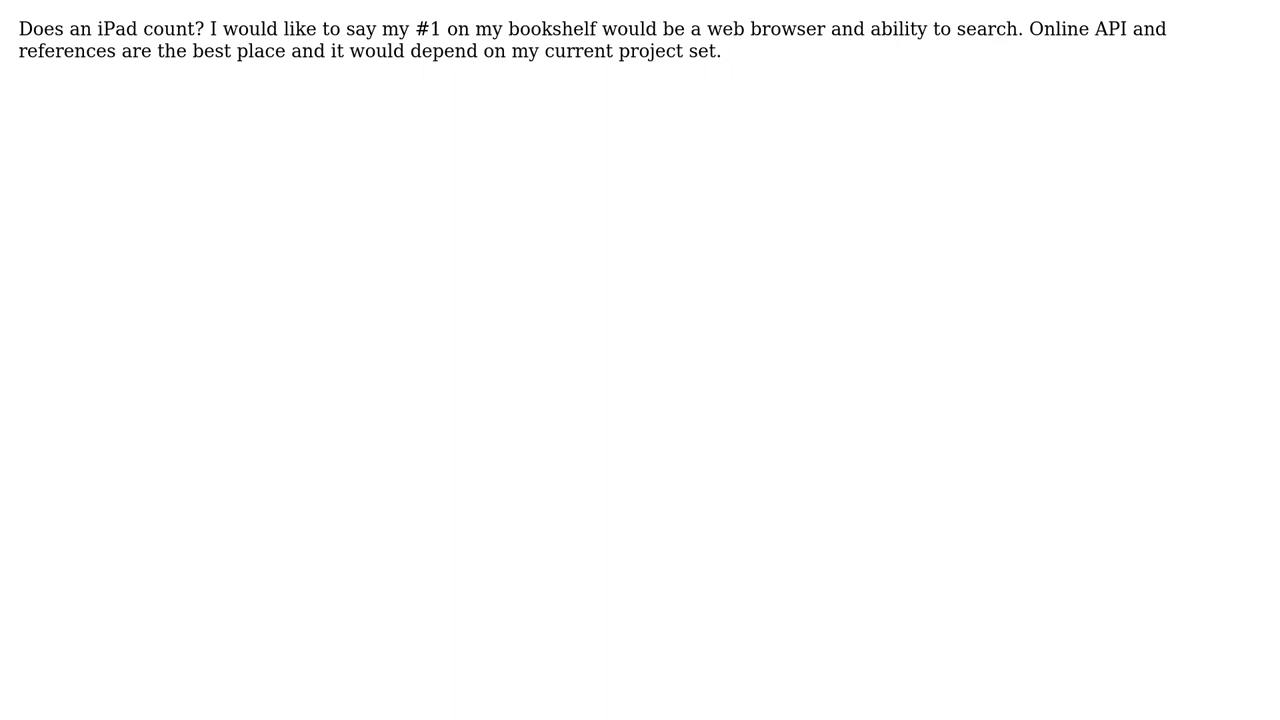 Does an iPad count? I would like to say my #1 on my bookshelf would be a web browser and ability to search. Online API and
references are the best place and it would depend on my current project set.